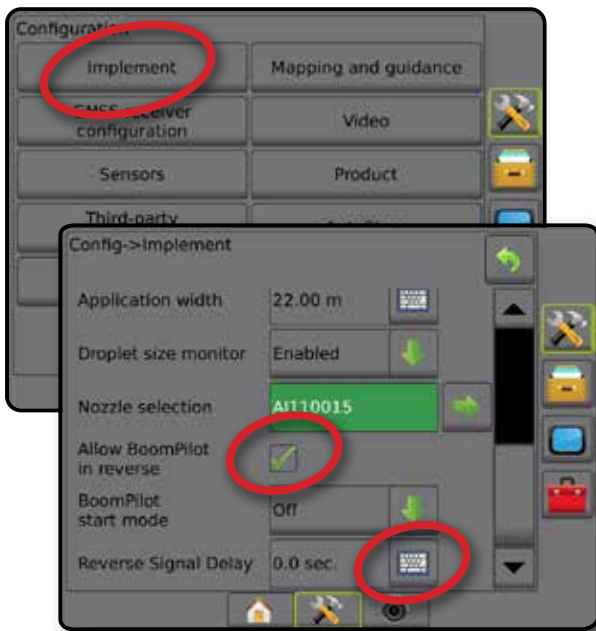 Configuration
Implement
Mapping and guidance
GNSS receiver
configuration
Video
Sensors
Product
Third-party
Config->Implement
Application width
22.00 m
Droplet size monitor
Enabled
Nozzle selection
AI110015
Allow BoomPilot
in reverse
BoomPilot
start mode
Off
Reverse Signal Delay
0.0 sec.